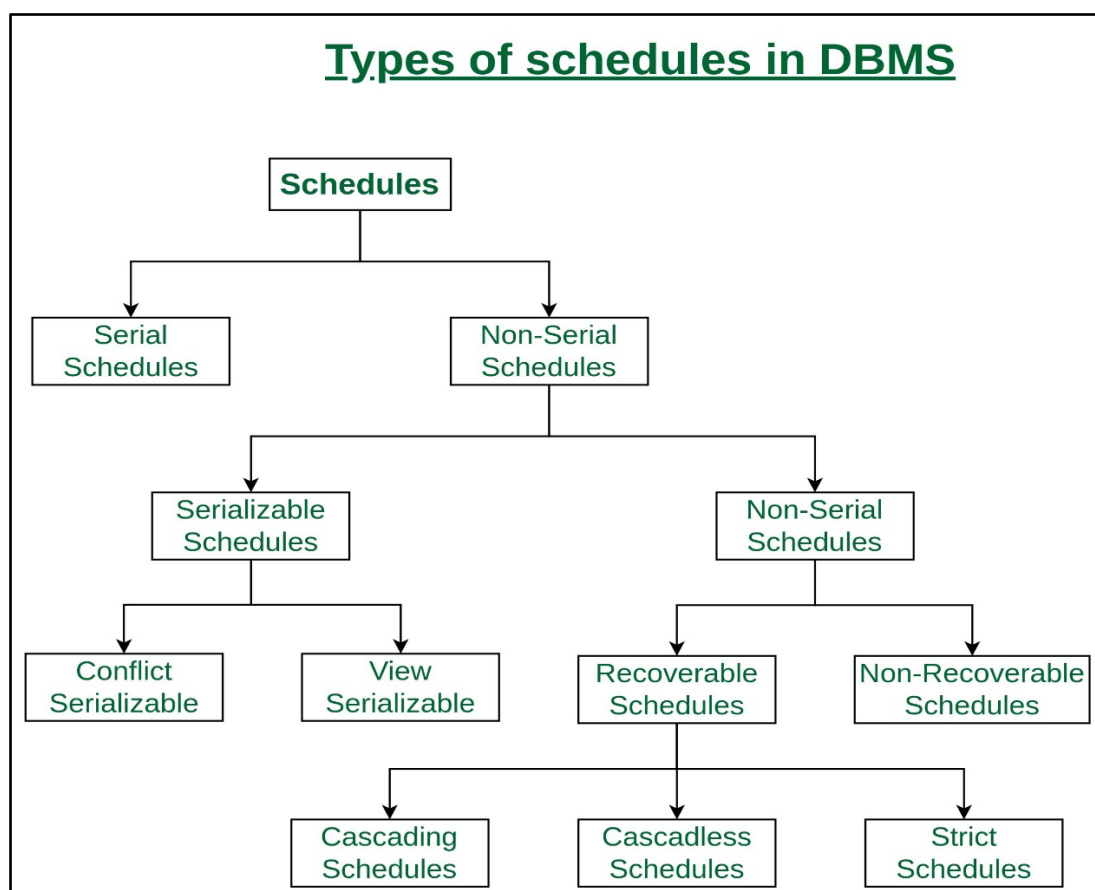 Types of schedules in DBMS
Schedules
Serial
Schedules
Non-Serial
Schedules
Serializable
Schedules
Non-Serial
Schedules
Conflict
Serializable
View
Serializable
Recoverable
Schedules
Non-Recoverable
Schedules
Cascading
Schedules
Cascadless
Schedules
Strict
Schedules